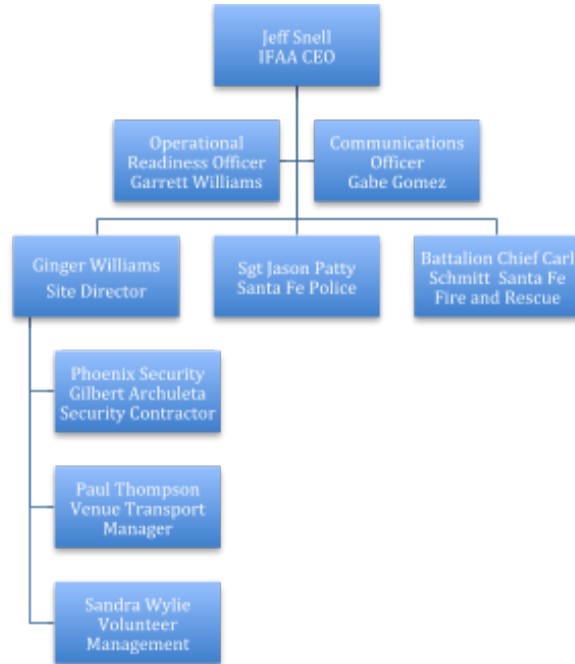 Jeff Snell
IFAA CEO
Operational
Readiness Officer
Garrett Williams
Communications
Officer
Gabe Gomez
Ginger Williams
Site Director
Sgt Jason Patty
Santa Fe Police
Battalion Chief Carl
Schmitt Santa Fe
Fire and Rescue
Phoenix Security
Gilbert Archuleta
Security Contractor
Paul Thompson
Venue Transport
Manager
Sandra Wylie
Volunteer
Management